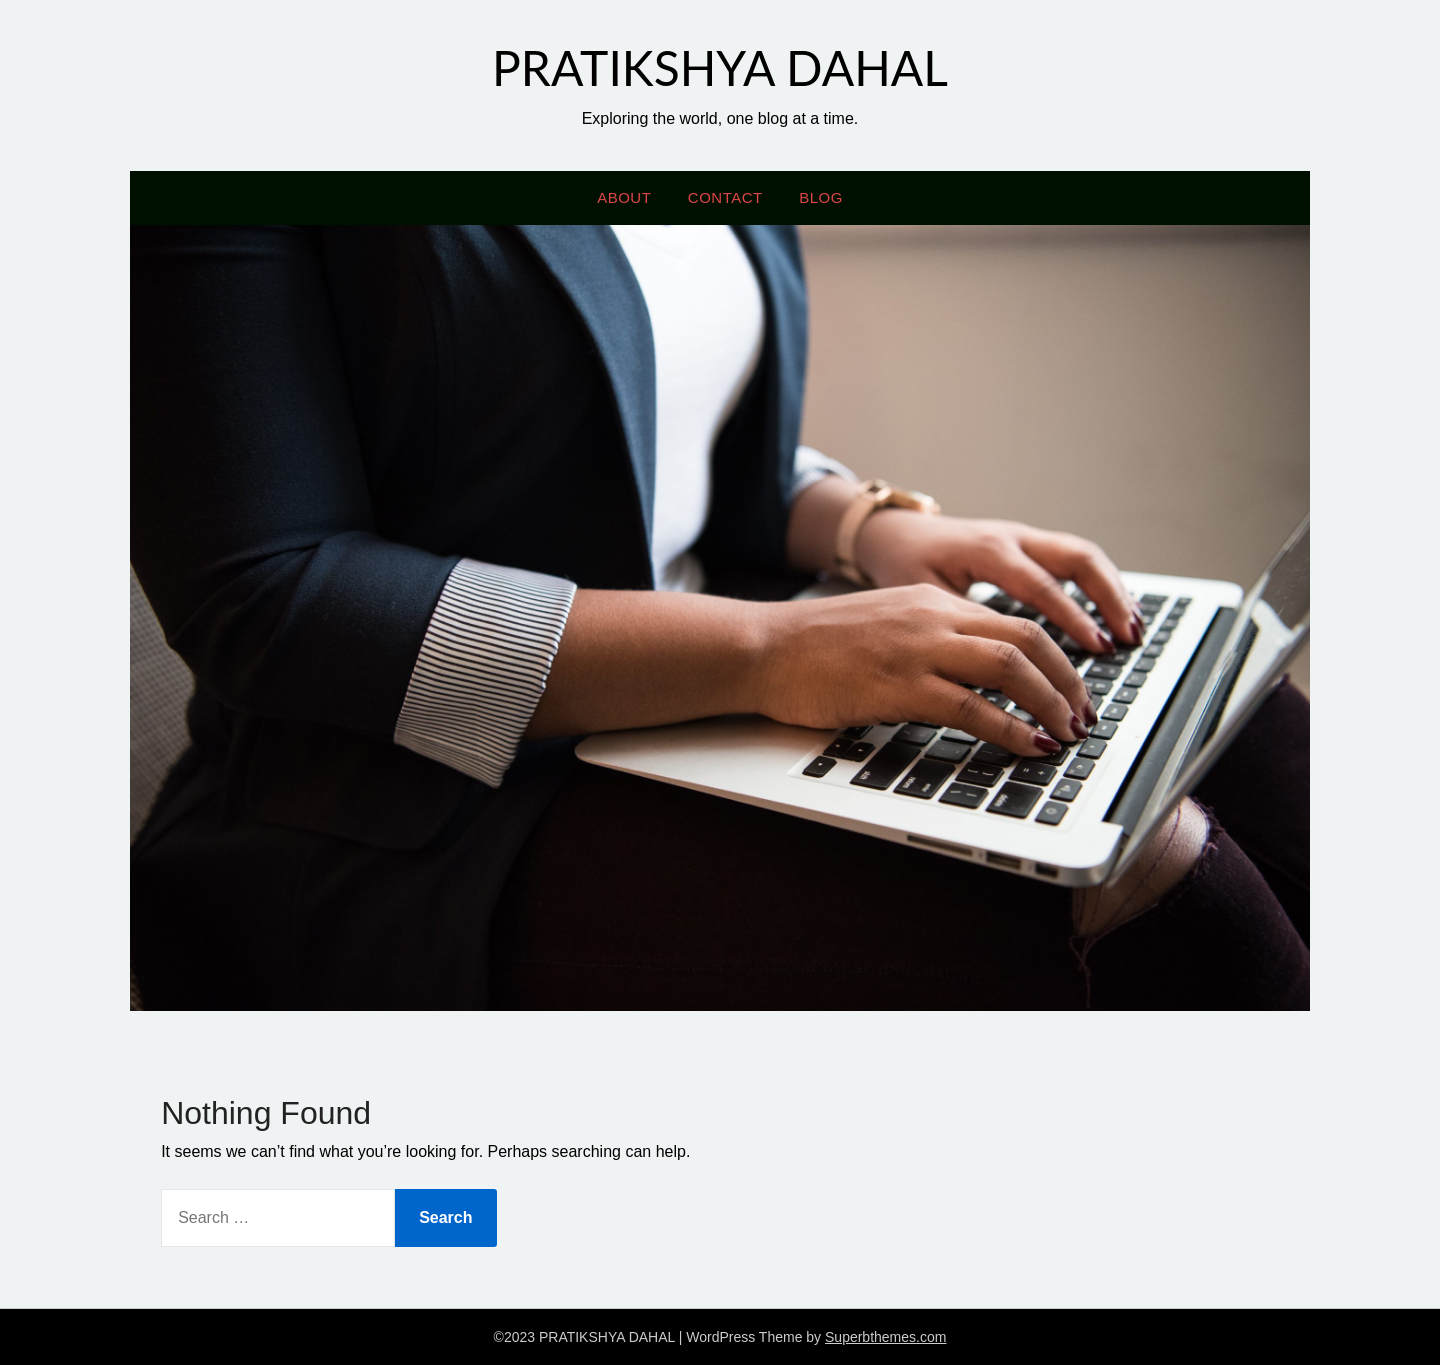 PRATIKSHYA DAHAL
Exploring the world, one blog at a time.
ABOUT CONTACT BLOG
Nothing Found
It seems we can’t find what you’re looking for. Perhaps searching can help.
Search … Search
©2023 PRATIKSHYA DAHAL | WordPress Theme by Superbthemes.com